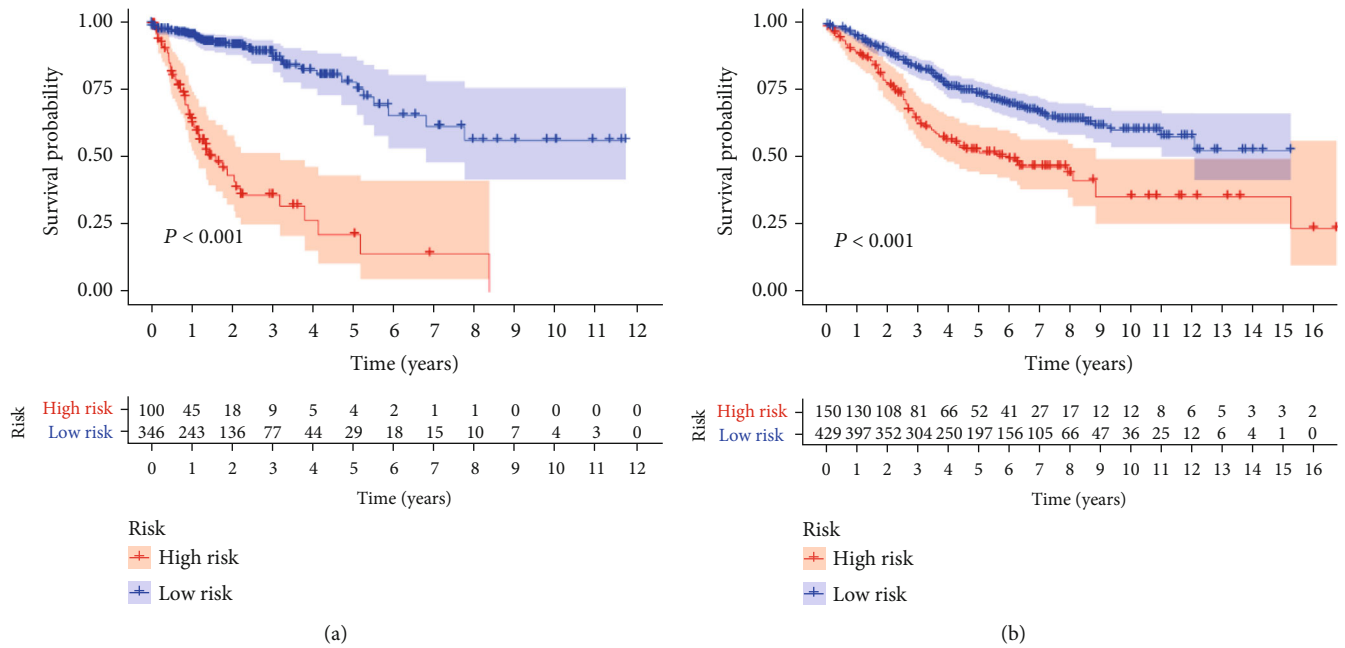 1.00
0.75
0.50
0.25
0.00
Survival probability
P < 0.001
0 1 2 3 4 5 6 7 8 9 10 11 12
Time (years)
Risk
High risk 100 45 18 9 5 4 2 1 1 0 0 0 0
Low risk 346 243 136 77 44 29 18 15 10 7 4 3 0
0 1 2 3 4 5 6 7 8 9 10 11 12
Time (years)
Risk
High risk
Low risk
(a)
1.00
0.75
0.50
0.25
0.00
Survival probability
P < 0.001
0 1 2 3 4 5 6 7 8 9 10 11 12 13 14 15 16
Time (years)
Risk
High risk 150 130 108 81 66 52 41 27 17 12 12 8 6 5 3 3 2
Low risk 429 397 352 304 250 197 156 105 66 47 36 25 12 6 4 1 0
0 1 2 3 4 5 6 7 8 9 10 11 12 13 14 15 16
Time (years)
Risk
High risk
Low risk
(b)